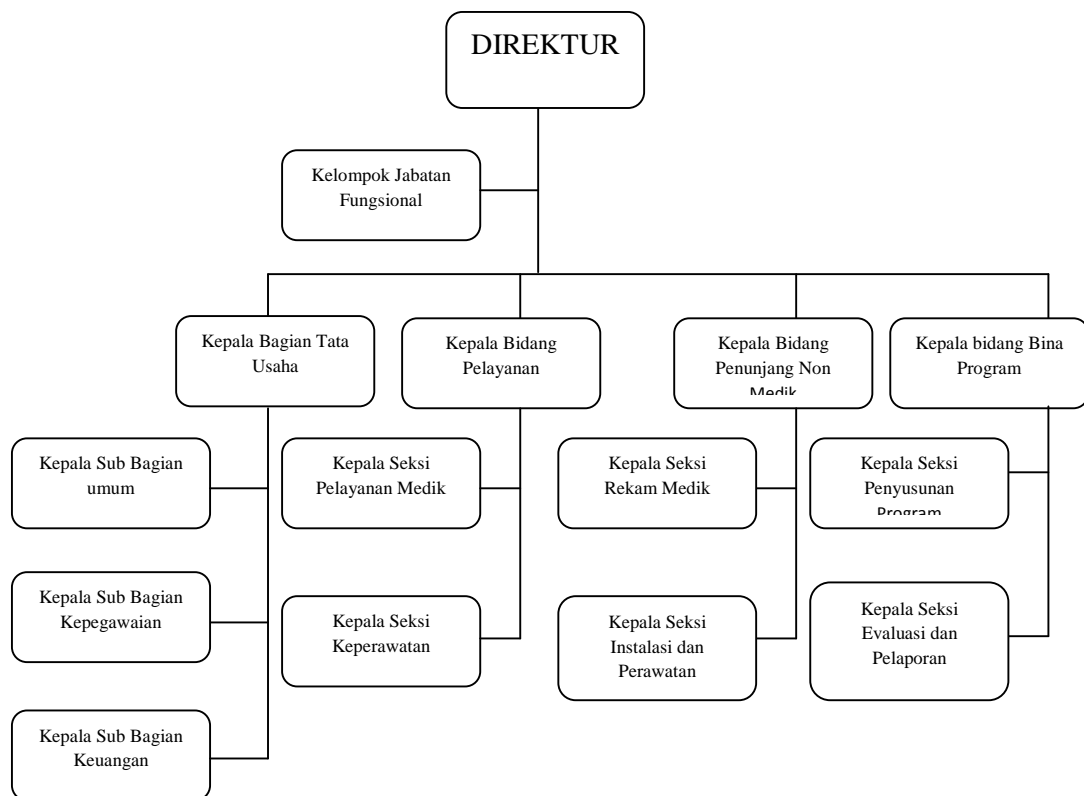 DIREKTUR
Kelompok Jabatan
Fungsional
Kepala Bagian Tata
Usaha
Kepala Bidang
Pelayanan
Kepala Bidang
Penunjang Non
Medik
Kepala bidang Bina
Program
Kepala Sub Bagian
umum
Kepala Seksi
Pelayanan Medik
Kepala Seksi
Rekam Medik
Kepala Seksi
Penyusunan
Program
Kepala Sub Bagian
Kepegawaian
Kepala Seksi
Keperawatan
Kepala Seksi
Instalasi dan
Perawatan
Kepala Seksi
Evaluasi dan
Pelaporan
Kepala Sub Bagian
Keuangan